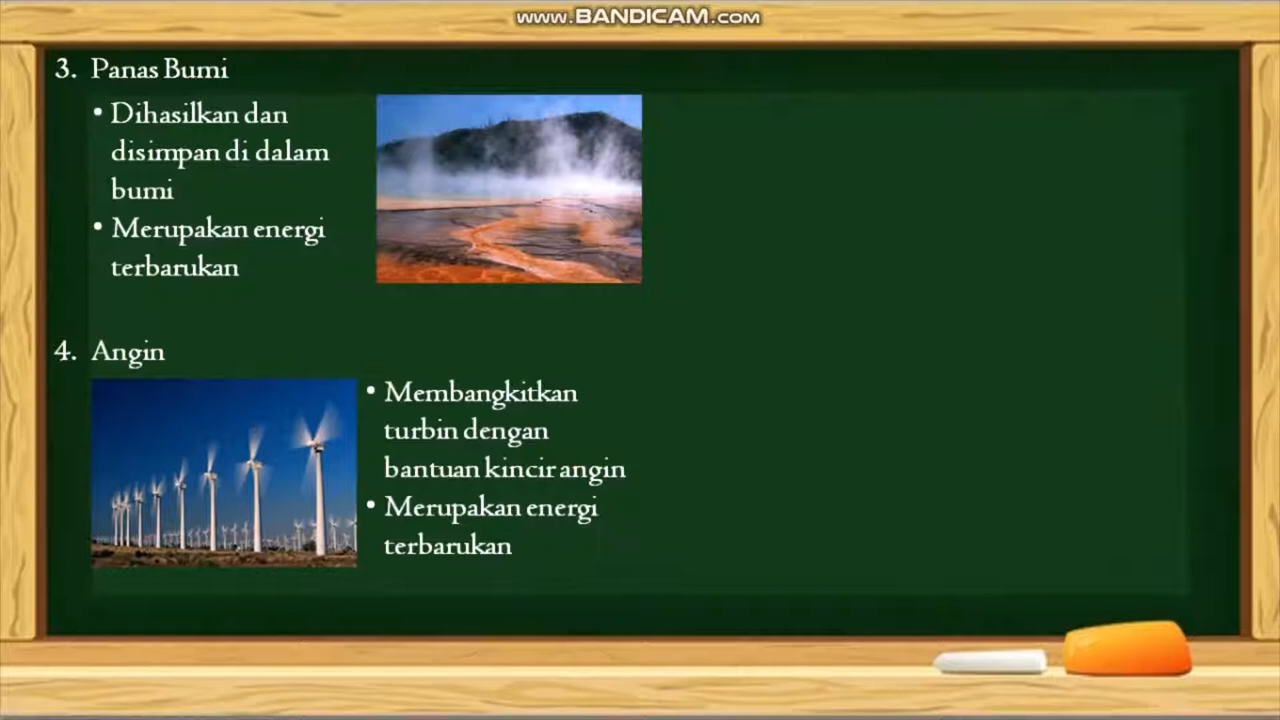 www.BANDICAM.com
3. Panas Bumi
• Dihasilkan dan
disimpan di dalam
bumi
• Merupakan energi
terbarukan
4. Angin
• Membangkitkan
turbin dengan
bantuan kincir angin
• Merupakan energi
terbarukan